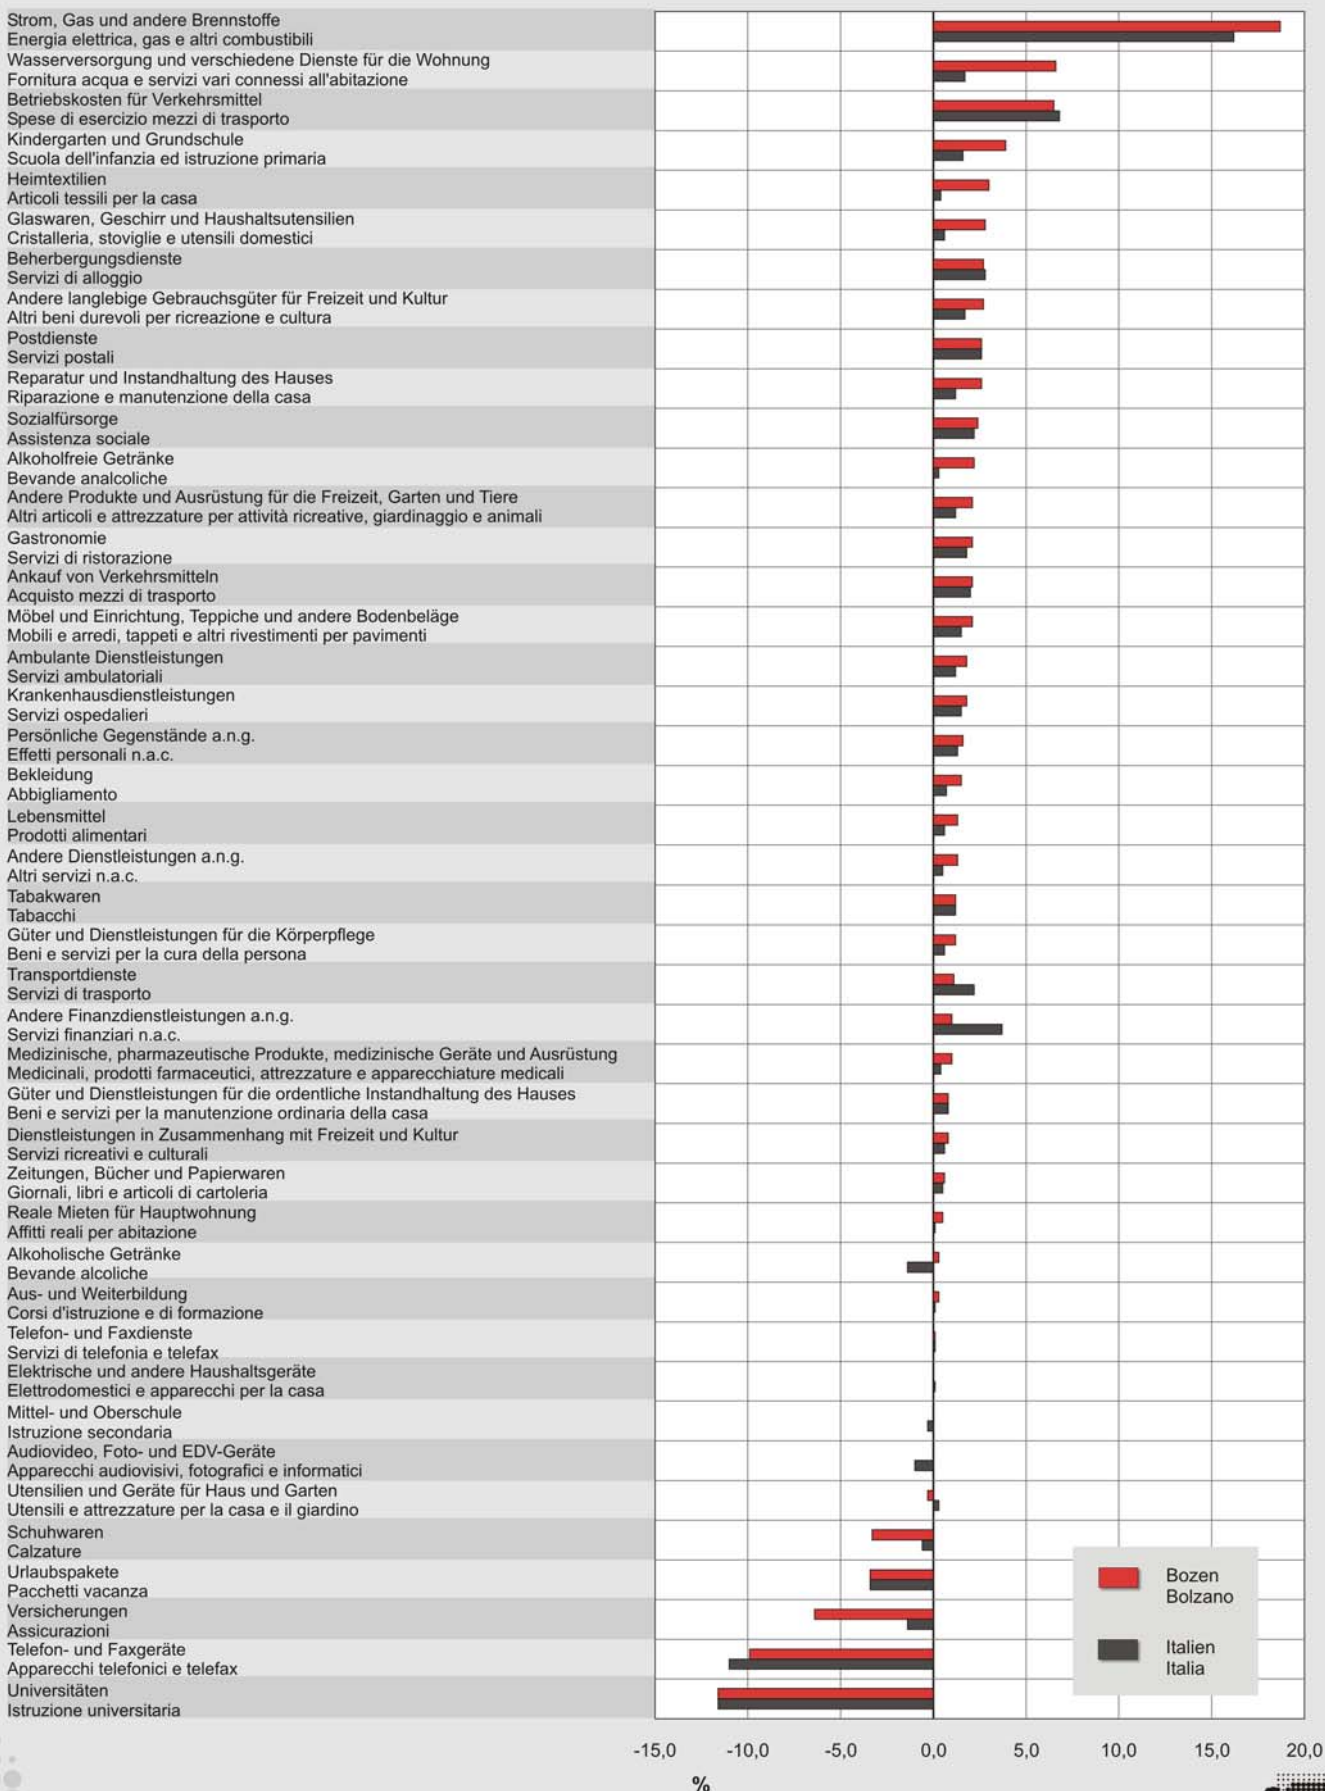 Strom, Gas und andere Brennstoffe
Energia elettrica, gas e altri combustibili
Wasserversorgung und verschiedene Dienste für die Wohnung
Fornitura acqua e servizi vari connessi all'abitazione
Betriebskosten für Verkehrsmittel
Spese di esercizio mezzi di trasporto
Kindergarten und Grundschule
Scuola dell'infanzia ed istruzione primaria
Heimtextilien
Articoli tessili per la casa
Glaswaren, Geschirr und Haushaltsutensilien
Cristalleria, stoviglie e utensili domestici
Beherbergungsdienste
Servizi di alloggio
Andere langlebige Gebrauchsgüter für Freizeit und Kultur
Altri beni durevoli per ricreazione e cultura
Postdienste
Servizi postali
Reparatur und Instandhaltung des Hauses
Riparazione e manutenzione della casa
Sozialfürsorge
Assistenza sociale
Alkoholfreie Getränke
Bevande analcoliche
Andere Produkte und Ausrüstung für die Freizeit, Garten und Tiere
Altri articoli e attrezzature per attività ricreative, giardinaggio e animali
Gastronomie
Servizi di ristorazione
Ankauf von Verkehrsmitteln
Acquisto mezzi di trasporto
Möbel und Einrichtung, Teppiche und andere Bodenbeläge
Mobili e arredi, tappeti e altri rivestimenti per pavimenti
Ambulante Dienstleistungen
Servizi ambulatoriali
Krankenhausdienstleistungen
Servizi ospedalieri
Persönliche Gegenstände a.n.g.
Effetti personali n.a.c.
Bekleidung
Abbigliamento
Lebensmittel
Prodotti alimentari
Andere Dienstleistungen a.n.g.
Altri servizi n.a.c.
Tabakwaren
Tabacchi
Güter und Dienstleistungen für die Körperpflege
Beni e servizi per la cura della persona
Transportdienste
Servizi di trasporto
Andere Finanzdienstleistungen a.n.g.
Servizi finanziari n.a.c.
Medizinische, pharmazeutische Produkte, medizinische Geräte und Ausrüstung
Medicinali, prodotti farmaceutici, attrezzature e apparecchiature medicali
Güter und Dienstleistungen für die ordentliche Instandhaltung des Hauses
Beni e servizi per la manutenzione ordinaria della casa
Dienstleistungen in Zusammenhang mit Freizeit und Kultur
Servizi ricreativi e culturali
Zeitungen, Bücher und Papierwaren
Giornali, libri e articoli di cartoleria
Reale Mieten für Hauptwohnung
Affitti reali per abitazione
Alkoholische Getränke
Bevande alcoliche
Aus- und Weiterbildung
Corsi d'istruzione e di formazione
Telefon- und Faxdienste
Servizi di telefonia e telefax
Elektrische und andere Haushaltsgeräte
Elettrodomestici e apparecchi per la casa
Mittel- und Oberschule
Istruzione secondaria
Audiovideo, Foto- und EDV-Geräte
Apparecchi audiovisivi, fotografici e informatici
Utensilien und Geräte für Haus und Garten
Utensili e attrezzature per la casa e il giardino
Schuhwaren
Calzature
Urlaubspakete
Pacchetti vacanza
Versicherungen
Assicurazioni
Telefon- und Faxgeräte
Apparecchi telefonici e telefax
Universitäten
Istruzione universitaria
Bozen
Bolzano
Italien
Italia
-15,0 -10,0 -5,0 0,0 5,0 10,0 15,0 20,0
%